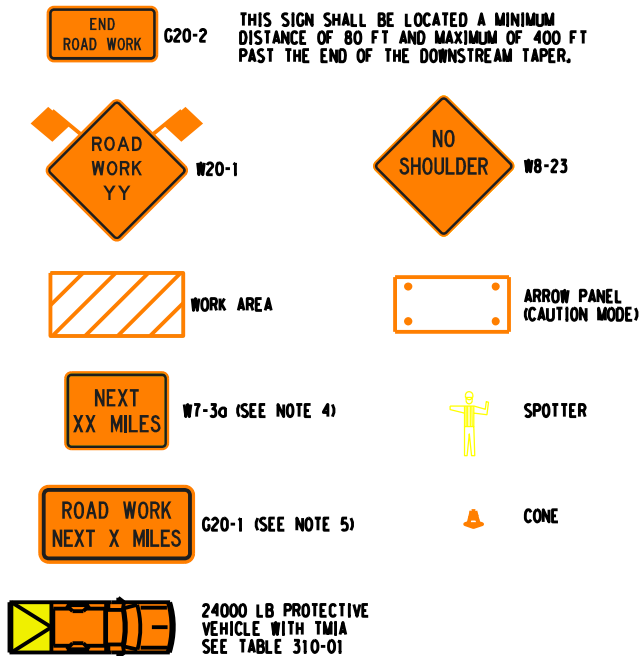 END
ROAD WORK
G20-2
THIS SIGN SHALL BE LOCATED A MINIMUM
DISTANCE OF 80 FT AND MAXIMUM OF 400 FT
PAST THE END OF THE DOWNSTREAM TAPER.
ROAD
WORK
YY
W20-1
NO
SHOULDER
W8-23
WORK AREA
ARROW PANEL
(CAUTION MODE)
NEXT
XX MILES
W7-3a (SEE NOTE 4)
SPOTTER
ROAD WORK
NEXT X MILES
G20-1 (SEE NOTE 5)
CONE
24000 LB PROTECTIVE
VEHICLE WITH TMIA
SEE TABLE 310-01